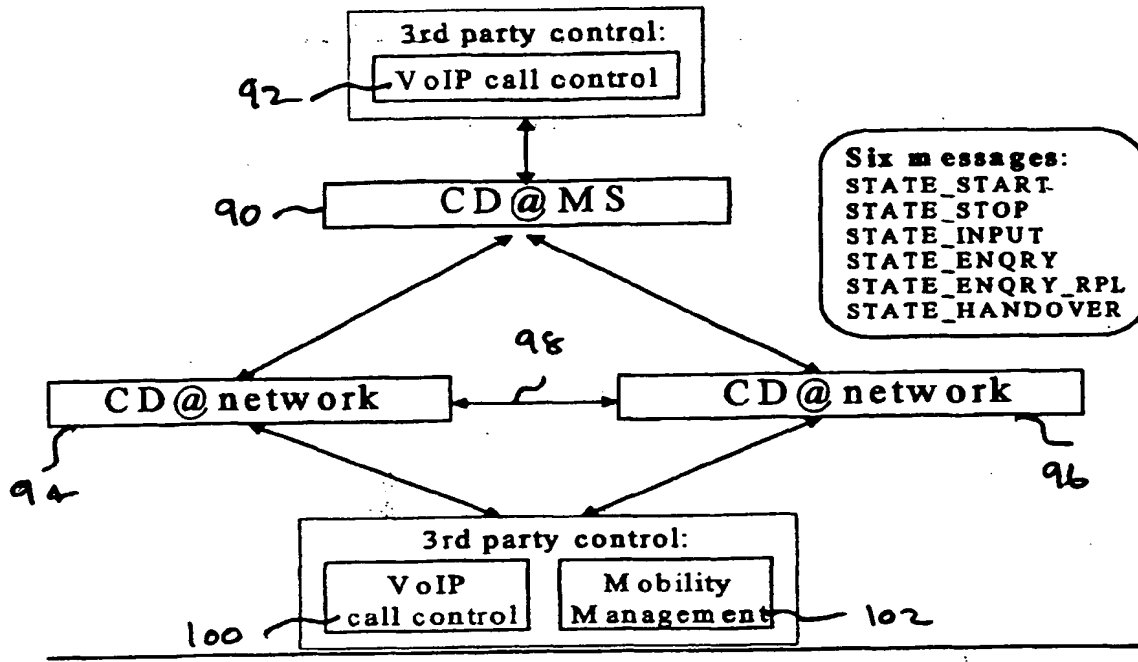 3rd party control:
VoIP call control
92
CD@MS
90
Six messages:
STATE_START
STATE_STOP
STATE_INPUT
STATE_ENQRY
STATE_ENQRY_RPL
STATE_HANDOVER
98
CD@network
CD@network
94
96
3rd party control:
VoIP
call control
Mobility
Management
100
102